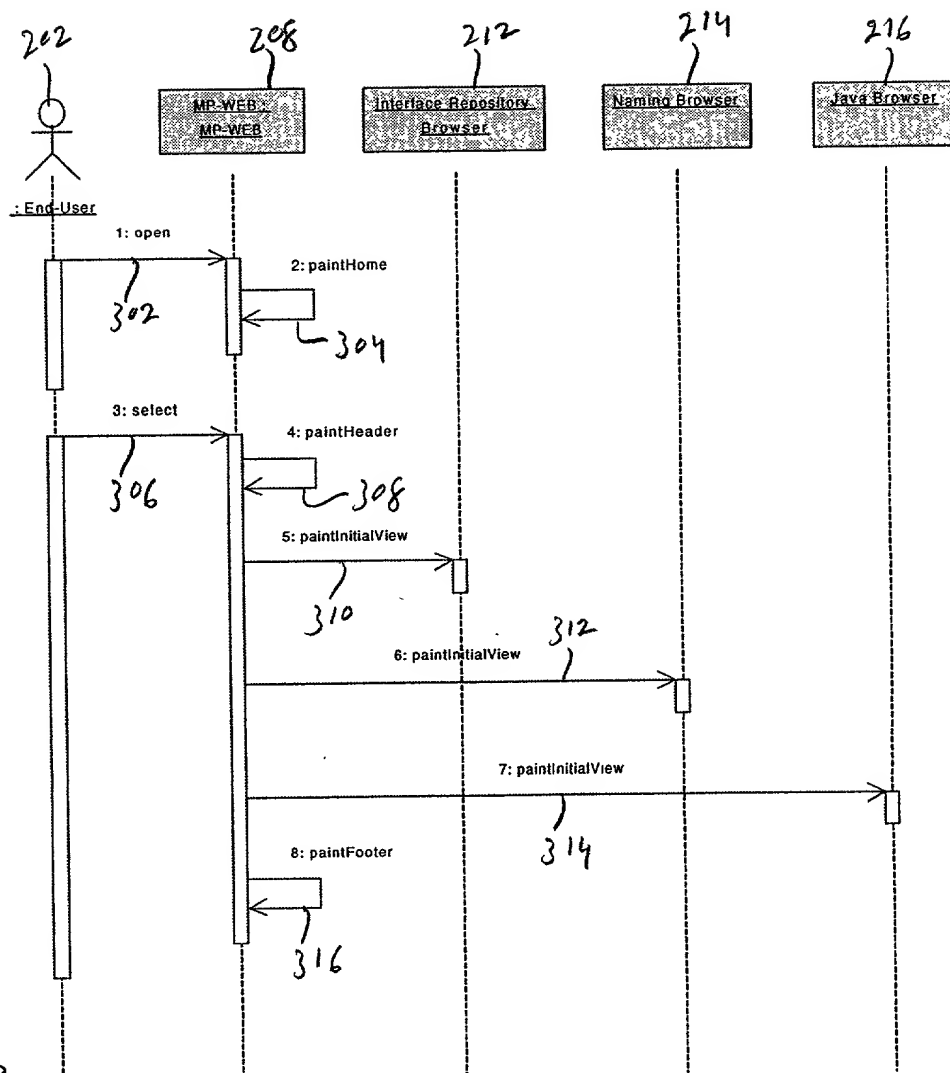 202
208
212
214
216
MP-WEB :
MP-WEB
Interface Repository
Browser
Naming Browser
Java Browser
: End-User
1: open
302
2: paintHome
304
3: select
306
4: paintHeader
308
5: paintInitialView
310
312
6: paintInitialView
7: paintInitialView
314
8: paintFooter
316